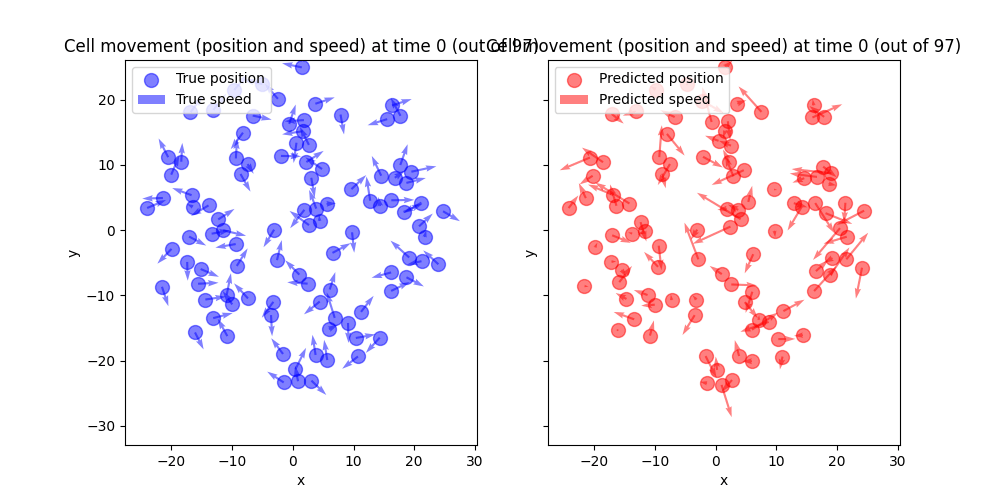 Cell movement (position and speed) at time 0 (out of 97)
Cell movement (position and speed) at time 0 (out of 97)
True position
True speed
Predicted position
Predicted speed
20
10
0
−10
−20
−30
y
−20
−10
0
10
20
30
x
y
−20
−10
0
10
20
30
x